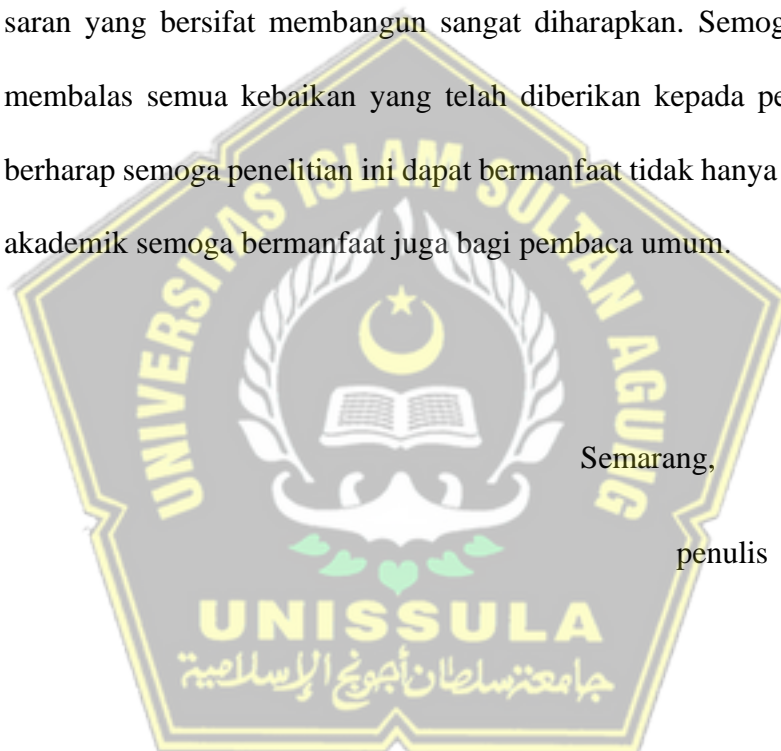 saran yang bersifat membangun sangat diharapkan. Semog
membalas semua kebaikan yang telah diberikan kepada pe
berharap semoga penelitian ini dapat bermanfaat tidak hanya
akademik semoga bermanfaat juga bagi pembaca umum.
UNIVERSITAS ISLAM SULTAN AGUNG
Semarang,
penulis
UNISSULA
جامعة سلطان أجونج الإسلامية